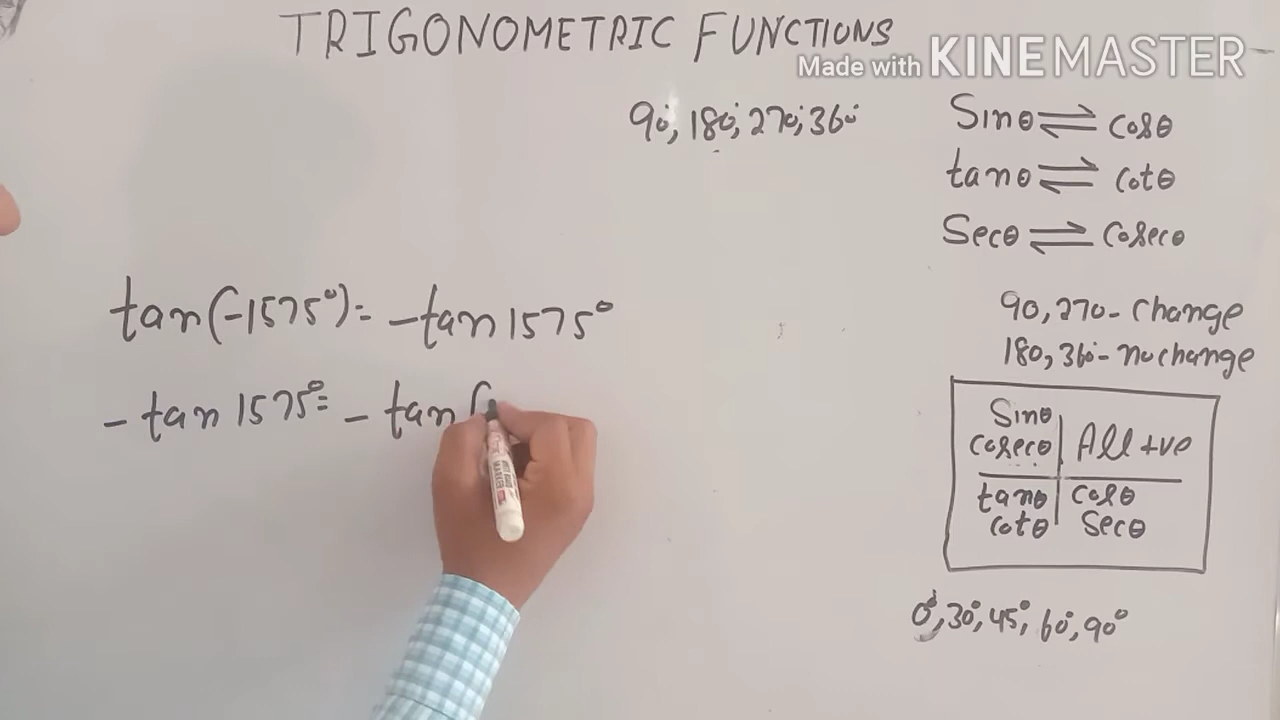 TRIGONOMETRIC FUNCTIONS
Made with KINEMASTER
90°, 180°, 270°, 360°
Sinθ ⇌ cosθ
tanθ ⇌ cotθ
Secθ ⇌ cosecθ
tan(-1575°) = -tan 1575°
- tan 1575° = - tan (
90, 270 - change
180, 360 - no change
Sinθ
cosecθ
All +ve
tanθ
cotθ
cosθ
Secθ
0°, 30°, 45°, 60°, 90°